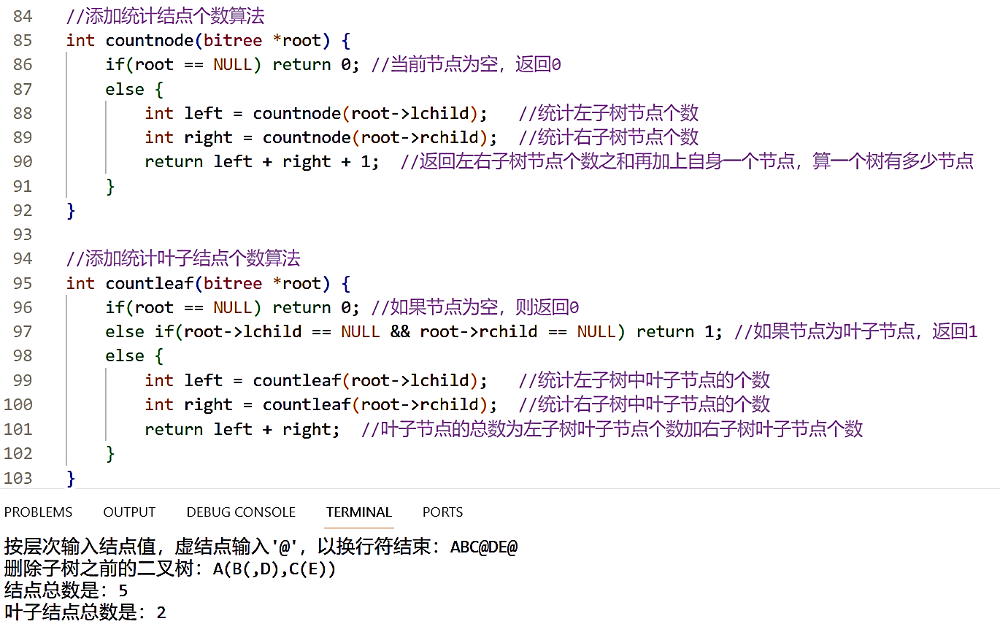 84 //添加统计结点个数算法
85 int countnode(bitree *root) {
86 if(root == NULL) return 0; //当前节点为空，返回0
87 else {
88 int left = countnode(root->lchild); //统计左子树节点个数
89 int right = countnode(root->rchild); //统计右子树节点个数
90 return left + right + 1; //返回左右子树节点个数之和再加上自身一个节点，算一个树有多少节点
91 }
92 }
93
94 //添加统计叶子结点个数算法
95 int countleaf(bitree *root) {
96 if(root == NULL) return 0; //如果节点为空，则返回0
97 else if(root->lchild == NULL && root->rchild == NULL) return 1; //如果节点为叶子节点，返回1
98 else {
99 int left = countleaf(root->lchild); //统计左子树中叶子节点的个数
100 int right = countleaf(root->rchild); //统计右子树中叶子节点的个数
101 return left + right; //叶子节点的总数为左子树叶子节点个数加右子树叶子节点个数
102 }
103 }
PROBLEMS OUTPUT DEBUG CONSOLE TERMINAL PORTS
按层次输入结点值，虚结点输入'@'，以换行符结束：ABC@DE@
删除子树之前的二叉树：A(B(,D),C(E))
结点总数是：5
叶子结点总数是：2